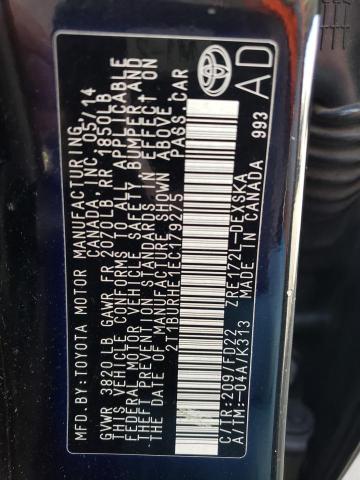 MFD.BY:TOYOTA MOTOR MANUFACTURING
CANADA, INC. 05/14
GVWR 3820 LB GAWR FR 2070LB RR 1850LB
THIS VEHICLE CONFORMS TO ALL APPLICABLE
FEDERAL MOTOR VEHICLE SAFETY BUMPER AND
THEFT PREVENTION STANDARDS IN EFFECT ON
THE DATE OF MANUFACTURE SHOWN ABOVE.
2T1BURHE1EC179275 PASS.CAR
C/TR:209/FD22 ZRE172L-DEXSKA
A/TM:-04A/K313 MADE IN CANADA 993
AD